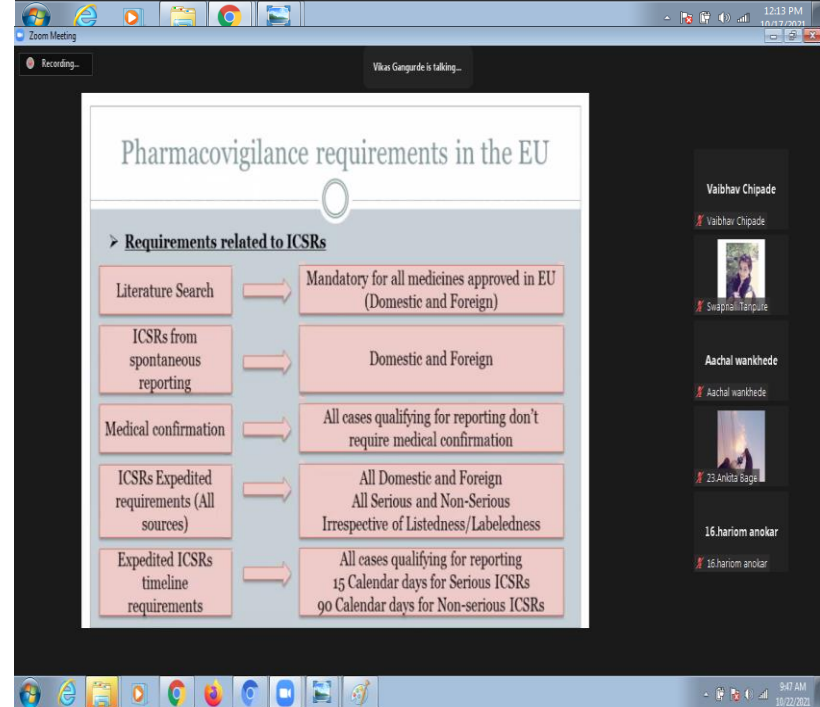 12:13 PM
10/17/2021
Zoom Meeting
Recording...
Vikas Gangurde is talking...
Pharmacovigilance requirements in the EU
➢ Requirements related to ICSRs
Literature Search
Mandatory for all medicines approved in EU
(Domestic and Foreign)
ICSRs from
spontaneous
reporting
Domestic and Foreign
Medical confirmation
All cases qualifying for reporting don't
require medical confirmation
ICSRs Expedited
requirements (All
sources)
All Domestic and Foreign
All Serious and Non-Serious
Irrespective of Listedness/Labeledness
Expedited ICSRs
timeline
requirements
All cases qualifying for reporting
15 Calendar days for Serious ICSRs
90 Calendar days for Non-serious ICSRs
Vaibhav Chipade
Vaibhav Chipade
Swapnali Tanpure
Aachal wankhede
Aachal wankhede
23.Ankita Bage
16.hariom anokar
16.hariom anokar
9:47 AM
10/22/2021